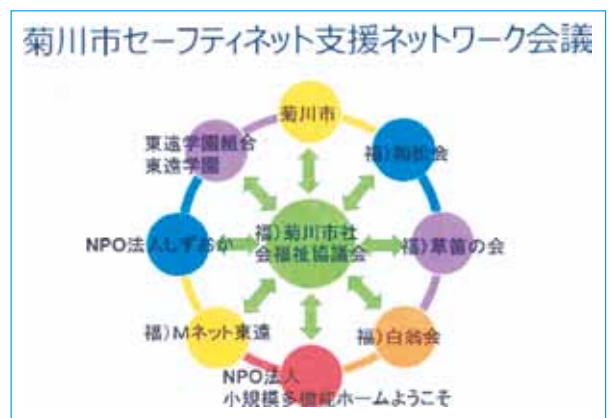 菊川市セーフティネット支援ネットワーク会議
菊川市
福)和松会
東遠学園組合
東遠学園
福)菊川市社
会福祉協議会
NPO法人しずおか
福)草笛の会
福)Mネット東遠
福)白翁会
NPO法人
小規模多機能ホームようこそ